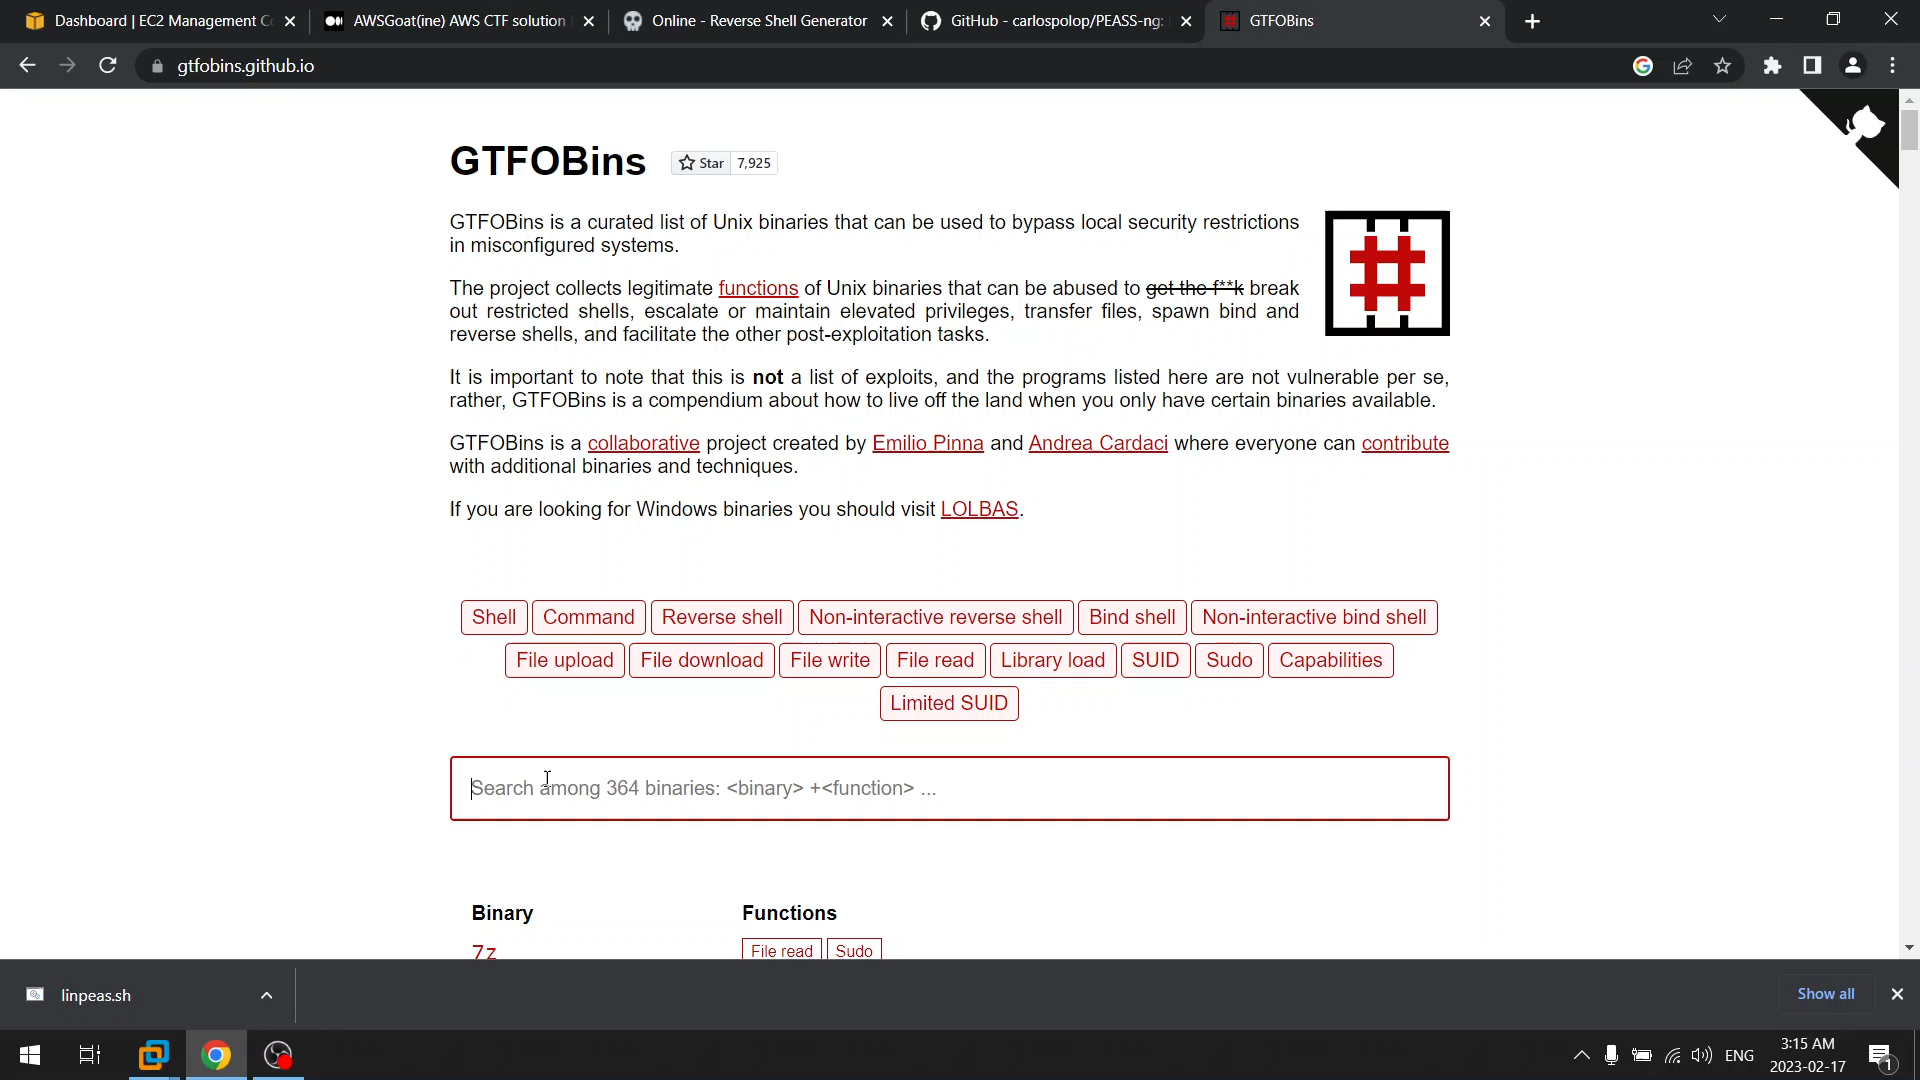 Dashboard | EC2 Management C
AWSGoat(ine) AWS CTF solution
Online - Reverse Shell Generator
GitHub - carlospolop/PEASS-ng:
GTFOBins
gtfobins.github.io
GTFOBins
Star 7,925
GTFOBins is a curated list of Unix binaries that can be used to bypass local security restrictions
in misconfigured systems.
The project collects legitimate functions of Unix binaries that can be abused to get the f**k break
out restricted shells, escalate or maintain elevated privileges, transfer files, spawn bind and
reverse shells, and facilitate the other post-exploitation tasks.
It is important to note that this is not a list of exploits, and the programs listed here are not vulnerable per se,
rather, GTFOBins is a compendium about how to live off the land when you only have certain binaries available.
GTFOBins is a collaborative project created by Emilio Pinna and Andrea Cardaci where everyone can contribute
with additional binaries and techniques.
If you are looking for Windows binaries you should visit LOLBAS.
Shell Command Reverse shell Non-interactive reverse shell Bind shell Non-interactive bind shell
File upload File download File write File read Library load SUID Sudo Capabilities
Limited SUID
Search among 364 binaries: <binary> +<function> ...
Binary Functions
7z File read Sudo
linpeas.sh
Show all
ENG
3:15 AM
2023-02-17
1